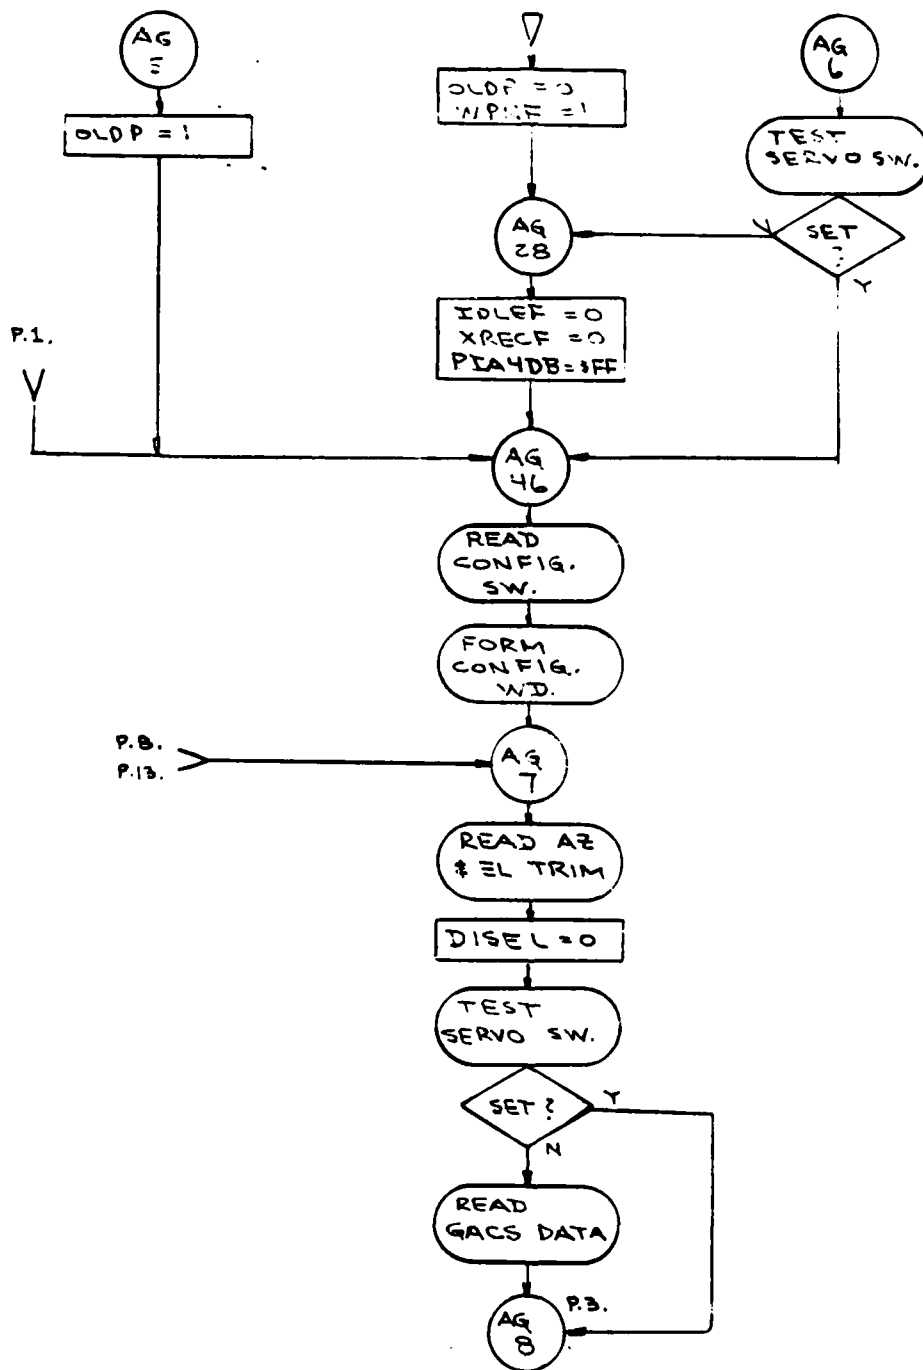 AG
OLDP = 1
OLDP = 0
AG
6
TEST
SERVO SW.
SET
?
Y
AG
28
IDLEF = 0
XRECF = 0
PIA4DB=$FF
P.1.
AG
46
READ
CONFIG.
SW.
FORM
CONFIG.
WD.
P.8.
P.13.
AG
7
READ AZ
& EL TRIM
DISEL = 0
TEST
SERVO SW.
SET ?
Y
N
READ
GACS DATA
AG
8
P.3.